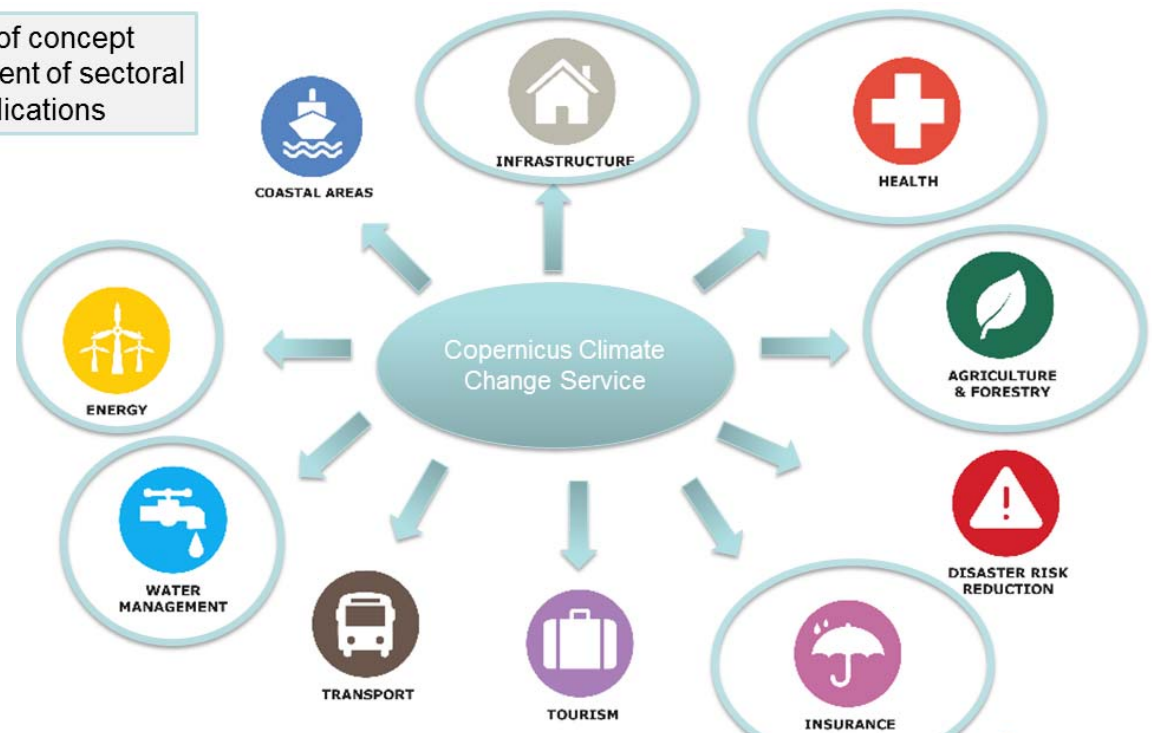 of concept
ent of sectoral
lications
INFRASTRUCTURE
HEALTH
COASTAL AREAS
Copernicus Climate
Change Service
AGRICULTURE
& FORESTRY
ENERGY
DISASTER RISK
REDUCTION
WATER
MANAGEMENT
TRANSPORT
TOURISM
INSURANCE